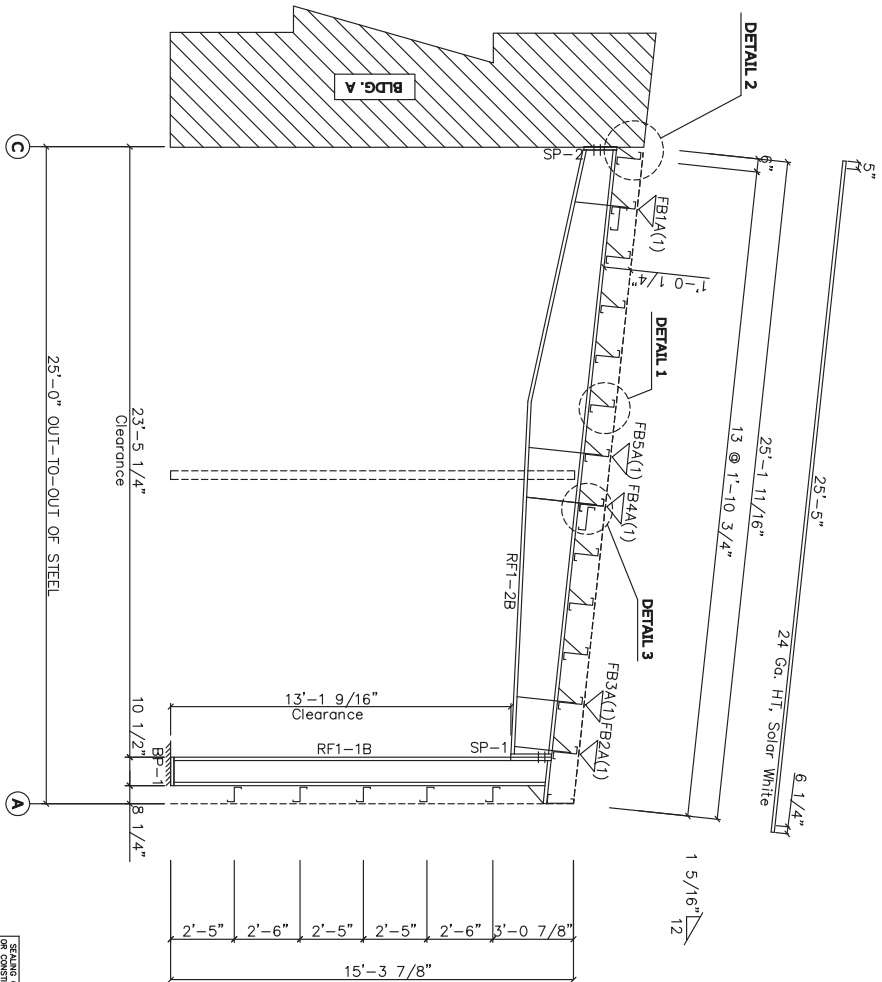 DETAIL 2
5"
6"
25'-5"
25'-1 11/16"
13 @ 1'-10 3/4"
24 Ga. HT, Solar White
6 1/4"
BLDG. A
SP-2
FB1A(1)
1'-0 1/4"
DETAIL 1
FB5A(1)
FB4A(1)
DETAIL 3
FB3A(1)
FB2A(1)
RF1-2B
1 5/16"
12
13'-1 9/16"
Clearance
RF1-1B
SP-1
BP-1
C
23'-5 1/4"
Clearance
10 1/2"
8 1/4"
25'-0" OUT-TO-OUT OF STEEL
A
2'-5"
2'-6"
2'-5"
2'-5"
2'-6"
3'-0 7/8"
15'-3 7/8"
SEALING